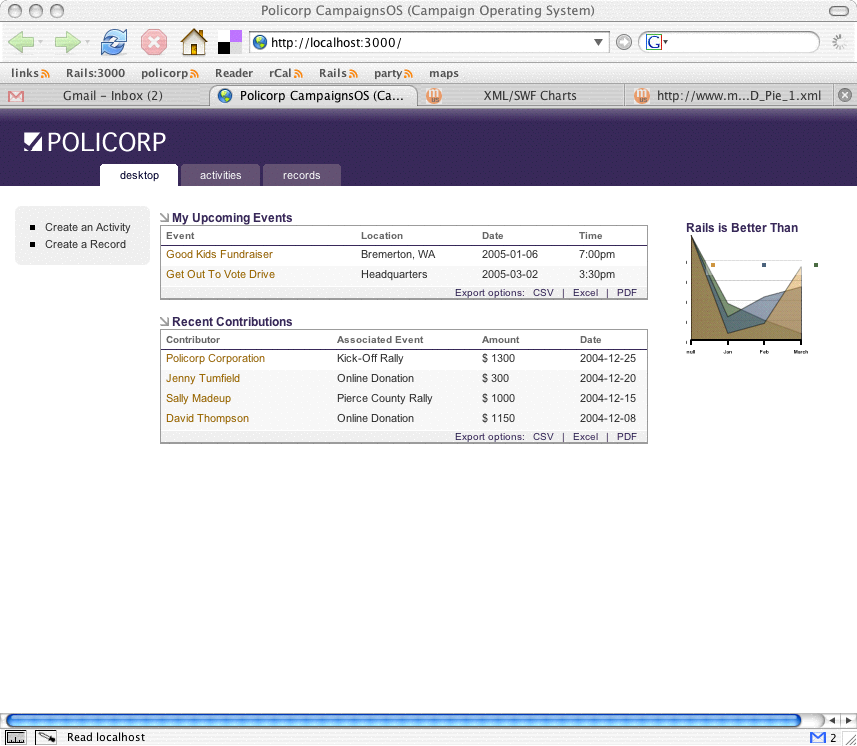 Policorp CampaignsOS (Campaign Operating System)
http://localhost:3000/
G
links Rails:3000 policorp Reader rCal Rails party maps
Gmail - Inbox (2) Policorp CampaignsOS (Ca... XML/SWF Charts http://www.m...D_Pie_1.xml
POLICORP
desktop activities records
Create an Activity
Create a Record
My Upcoming Events
Event Location Date Time
Good Kids Fundraiser Bremerton, WA 2005-01-06 7:00pm
Get Out To Vote Drive Headquarters 2005-03-02 3:30pm
Export options: CSV | Excel | PDF
Recent Contributions
Contributor Associated Event Amount Date
Policorp Corporation Kick-Off Rally $ 1300 2004-12-25
Jenny Tumfield Online Donation $ 300 2004-12-20
Sally Madeup Pierce County Rally $ 1000 2004-12-15
David Thompson Online Donation $ 1150 2004-12-08
Export options: CSV | Excel | PDF
Rails is Better Than
null Jan Feb March
Read localhost
2